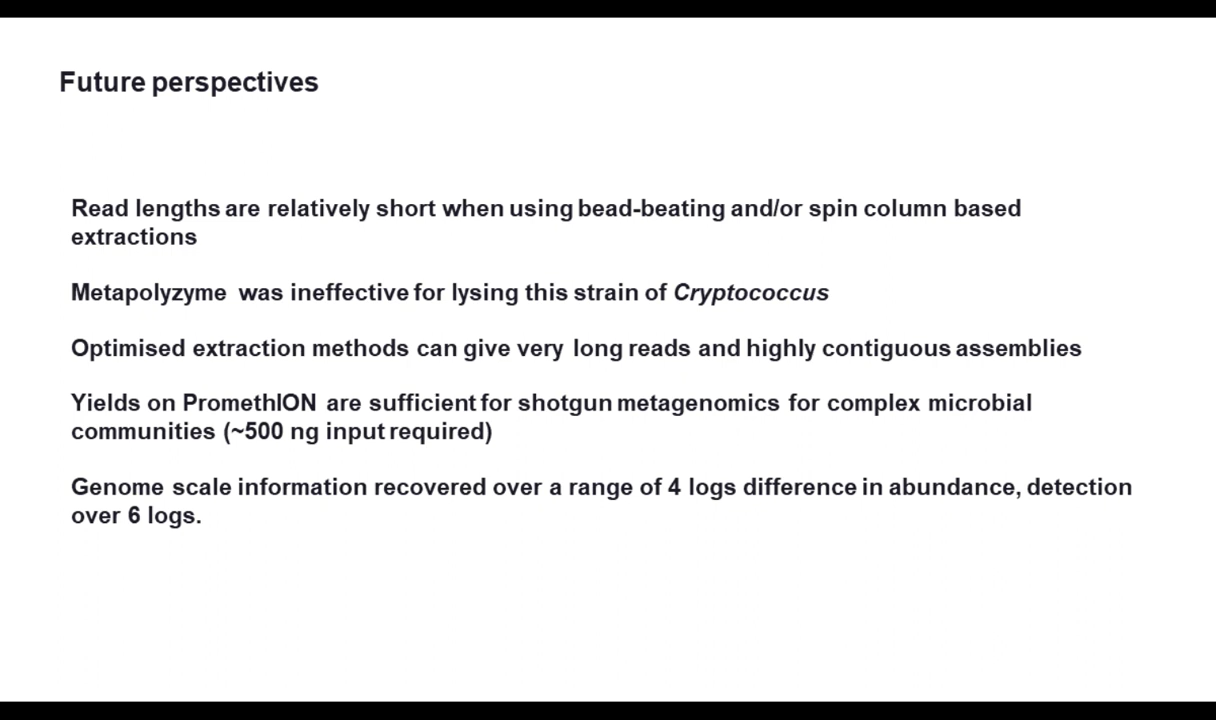 Future perspectives
Read lengths are relatively short when using bead-beating and/or spin column based
extractions
Metapolyzyme was ineffective for lysing this strain of Cryptococcus
Optimised extraction methods can give very long reads and highly contiguous assemblies
Yields on PromethION are sufficient for shotgun metagenomics for complex microbial
communities (~500 ng input required)
Genome scale information recovered over a range of 4 logs difference in abundance, detection
over 6 logs.